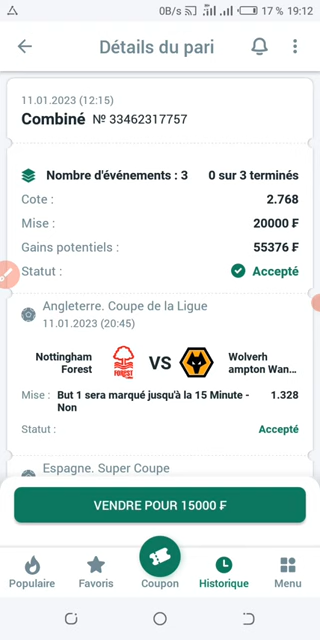 0B/s 17 % 19:12
Détails du pari
11.01.2023 (12:15)
Combiné № 33462317757
Nombre d'événements : 3 0 sur 3 terminés
Cote : 2.768
Mise : 20000 ₣
Gains potentiels : 55376 ₣
Statut : Accepté
Angleterre. Coupe de la Ligue
11.01.2023 (20:45)
Nottingham Forest VS Wolverh
ampton Wan...
FOREST
Mise : But 1 sera marqué jusqu'à la 15 Minute - 1.328
Non
Statut : Accepté
Espagne. Super Coupe
VENDRE POUR 15000 ₣
Populaire Favoris Coupon Historique Menu